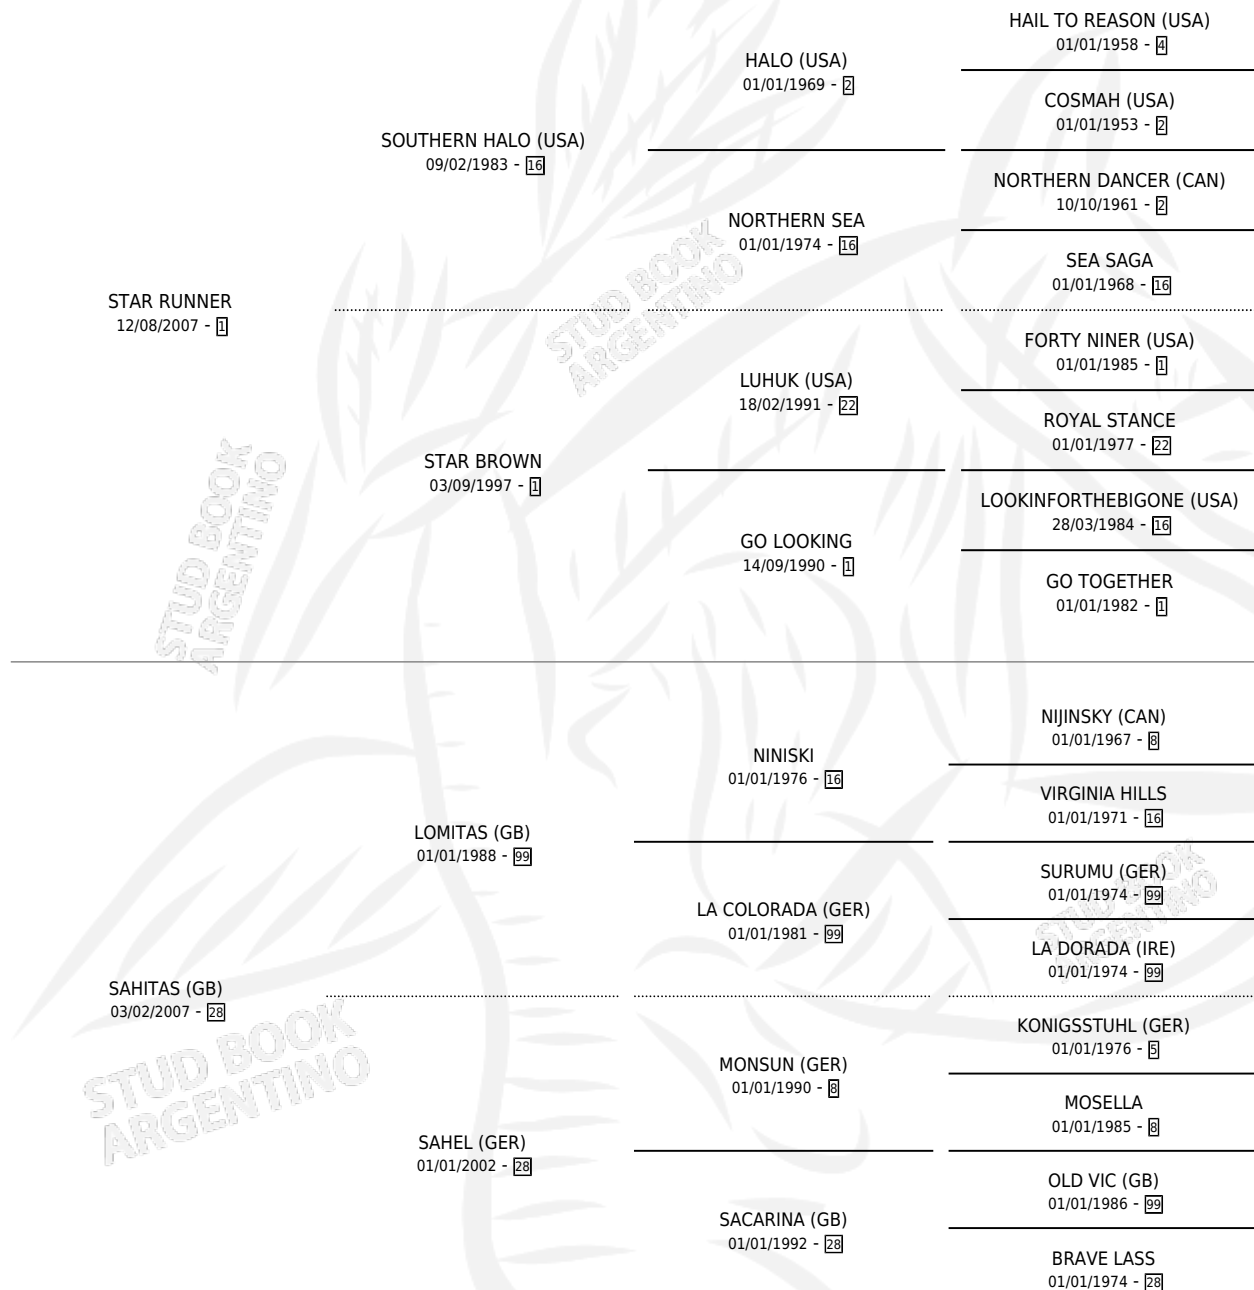 HAIL TO REASON (USA)
01/01/1958 - 4
HALO (USA)
01/01/1969 - 2
COSMAH (USA)
01/01/1953 - 2
SOUTHERN HALO (USA)
09/02/1983 - 16
NORTHERN DANCER (CAN)
10/10/1961 - 2
NORTHERN SEA
01/01/1974 - 16
SEA SAGA
01/01/1968 - 16
STAR RUNNER
12/08/2007 - 1
FORTY NINER (USA)
01/01/1985 - 1
LUHUK (USA)
18/02/1991 - 22
ROYAL STANCE
01/01/1977 - 22
STAR BROWN
03/09/1997 - 1
LOOKINFORTHEBIGONE (USA)
28/03/1984 - 16
GO LOOKING
14/09/1990 - 1
GO TOGETHER
01/01/1982 - 1
NIJINSKY (CAN)
01/01/1967 - 8
NINISKI
01/01/1976 - 16
VIRGINIA HILLS
01/01/1971 - 16
LOMITAS (GB)
01/01/1988 - 99
SURUMU (GER)
01/01/1974 - 99
LA COLORADA (GER)
01/01/1981 - 99
LA DORADA (IRE)
01/01/1974 - 99
SAHITAS (GB)
03/02/2007 - 28
KONIGSSTUHL (GER)
01/01/1976 - 5
MONSUN (GER)
01/01/1990 - 8
MOSELLA
01/01/1985 - 8
SAHEL (GER)
01/01/2002 - 28
OLD VIC (GB)
01/01/1986 - 99
SACARINA (GB)
01/01/1992 - 28
BRAVE LASS
01/01/1974 - 28
STUD BOOK
ARGENTINO
STUD BOOK
ARGENTINO
STUD BOOK
ARGENTINO
STUD BOOK
ARGENTINO